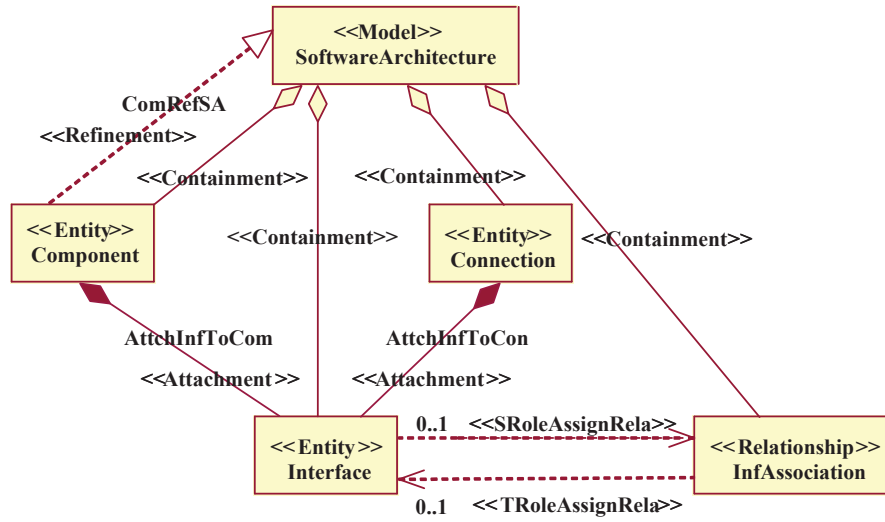 <<Model>>
SoftwareArchitecture
ComRefSA
<<Refinement>>
<<Containment>>
<<Containment>>
<<Entity>>
Component
<<Containment>>
<<Entity>>
Connection
<<Containment>>
AttchInfToCom
<<Attachment>>
AttchInfToCon
<<Attachment>>
<<Entity>>
Interface
0..1 <<SRoleAssignRela>>
<<Relationship>>
InfAssociation
0..1 <<TRoleAssignRela>>